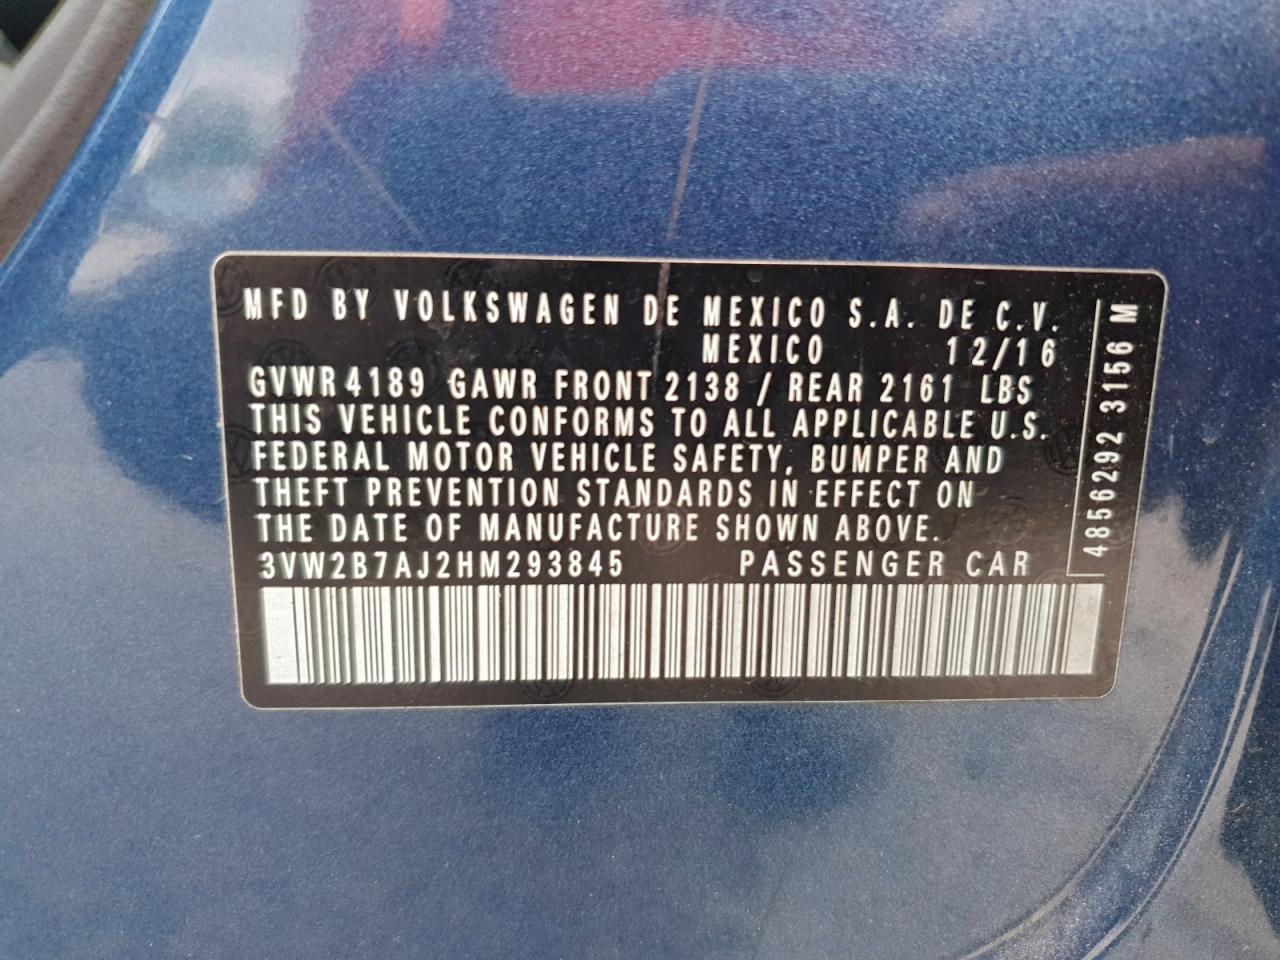 MFD BY VOLKSWAGEN DE MEXICO S.A. DE C.V.
MEXICO 12/16
GVWR 4189 GAWR FRONT 2138 / REAR 2161 LBS
THIS VEHICLE CONFORMS TO ALL APPLICABLE U.S.
FEDERAL MOTOR VEHICLE SAFETY, BUMPER AND
THEFT PREVENTION STANDARDS IN EFFECT ON
THE DATE OF MANUFACTURE SHOWN ABOVE.
3VW2B7AJ2HM293845 PASSENGER CAR
4856292 3156 M